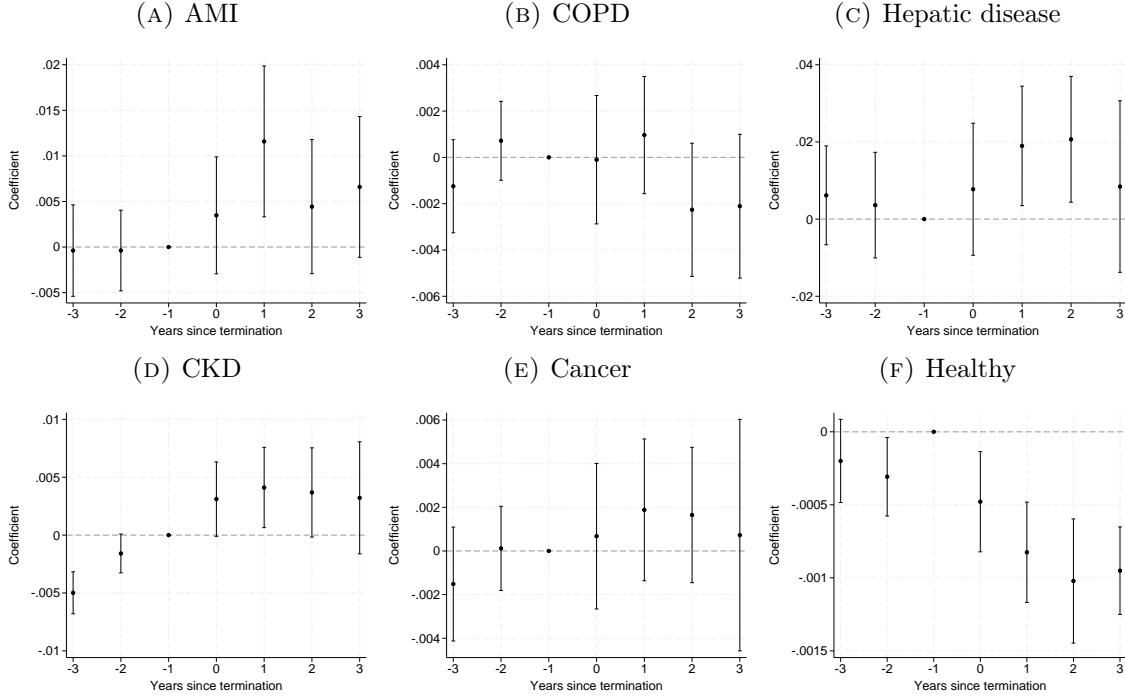 (A) AMI
(B) COPD
(C) Hepatic disease
.02
.015
.01
.005
0
-.005
Coefficient
-3 -2 -1 0 1 2 3
Years since termination
.004
.002
0
-.002
-.004
-.006
Coefficient
-3 -2 -1 0 1 2 3
Years since termination
.04
.02
0
-.02
Coefficient
-3 -2 -1 0 1 2 3
Years since termination
(D) CKD
(E) Cancer
(F) Healthy
.01
.005
0
-.005
-.01
Coefficient
-3 -2 -1 0 1 2 3
Years since termination
.006
.004
.002
0
-.002
-.004
Coefficient
-3 -2 -1 0 1 2 3
Years since termination
0
-.0005
-.001
-.0015
Coefficient
-3 -2 -1 0 1 2 3
Years since termination